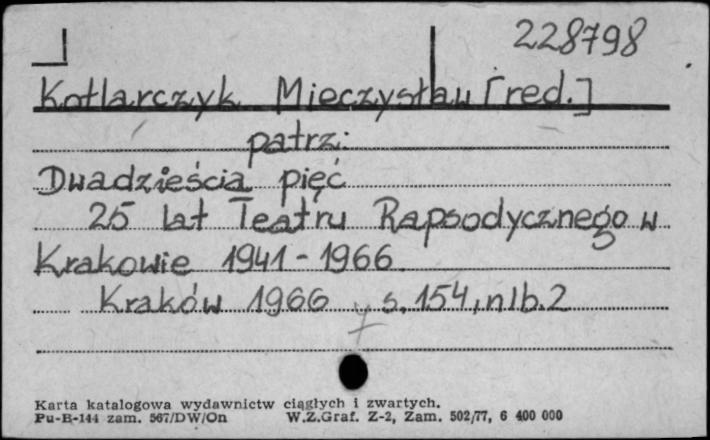 228798
Kotlarczyk Mieczysław [red.]
patrz:
Dwadzieścia pięć
25 lat Teatru Rapsodycznego w
Krakowie 1941-1966
Kraków 1966 s. 154, nlb. 2
Karta katalogowa wydawnictw ciągłych i zwartych.
Pu-B-144 zam. 567/DW/On W.Z.Graf. Z-2, Zam. 502/77, 6 400 000